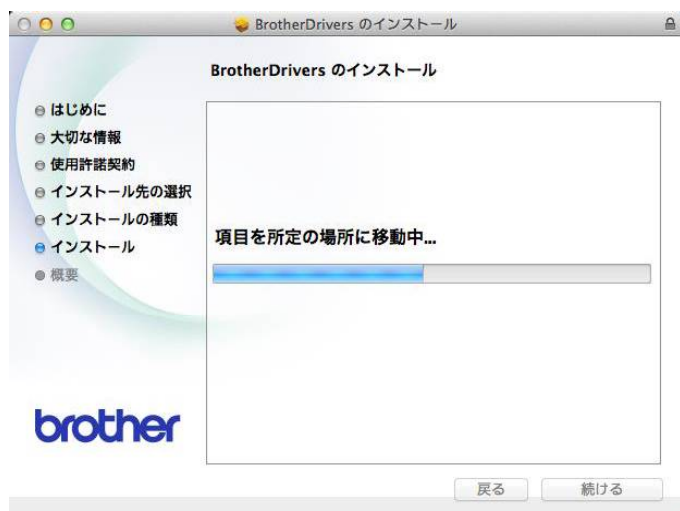 BrotherDrivers のインストール
BrotherDrivers のインストール
はじめに
大切な情報
使用許諾契約
インストール先の選択
インストールの種類
インストール
概要
項目を所定の場所に移動中...
brother
戻る
続ける